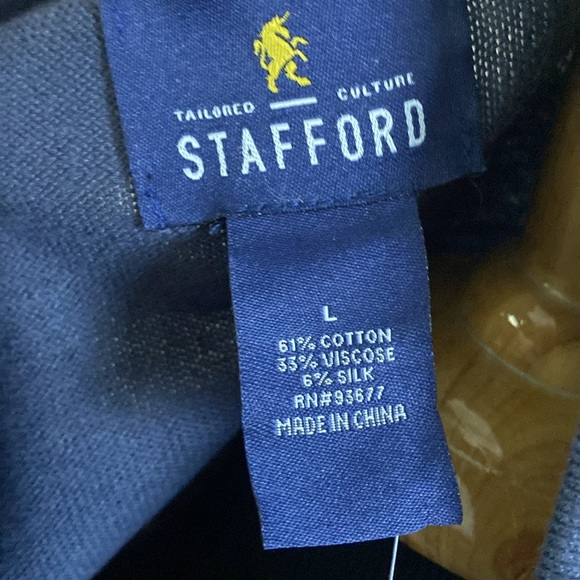 TAILORED — CULTURE
STAFFORD
L
61% COTTON
33% VISCOSE
6% SILK
RN#93677
MADE IN CHINA